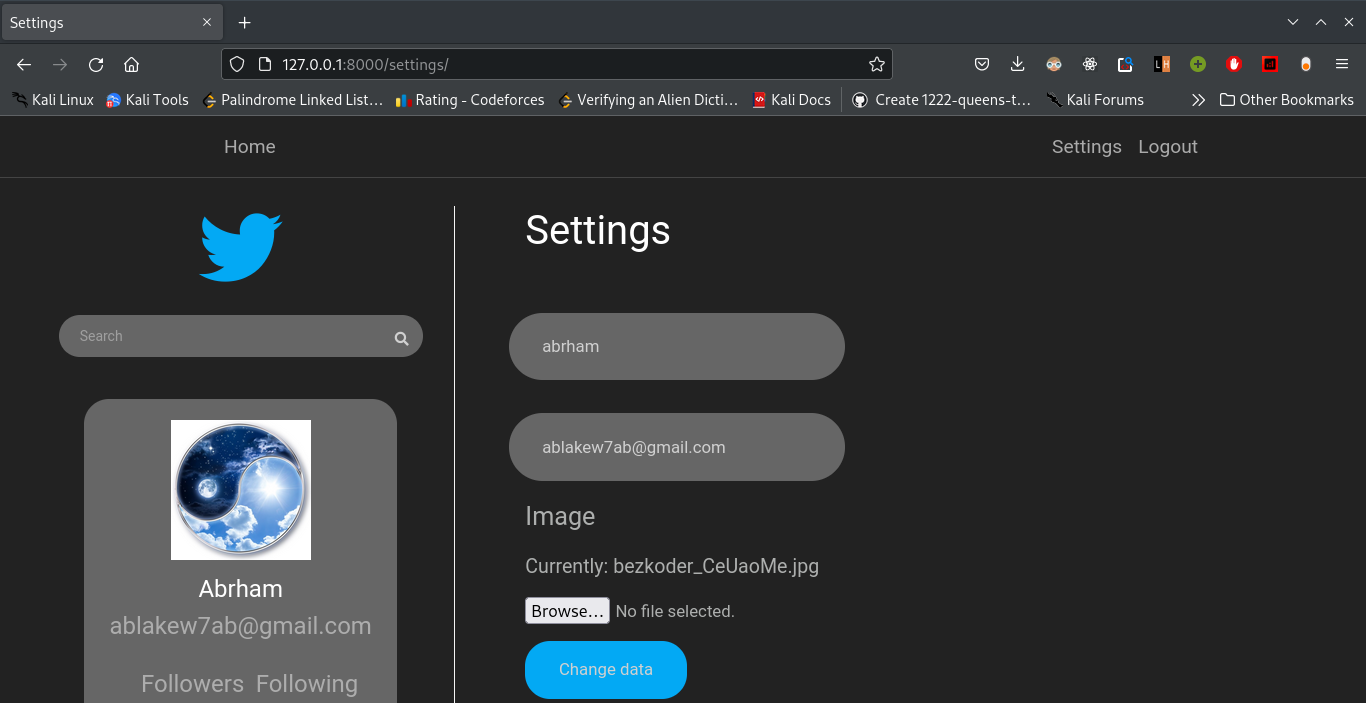 Settings
127.0.0.1:8000/settings/
Kali Linux Kali Tools Palindrome Linked List… Rating - Codeforces Verifying an Alien Dicti… Kali Docs Create 1222-queens-t… Kali Forums Other Bookmarks
Home Settings Logout
Settings
Search
abrham
ablakew7ab@gmail.com
Image
Currently: bezkoder_CeUaoMe.jpg
Browse… No file selected.
Change data
Abrham
ablakew7ab@gmail.com
Followers Following